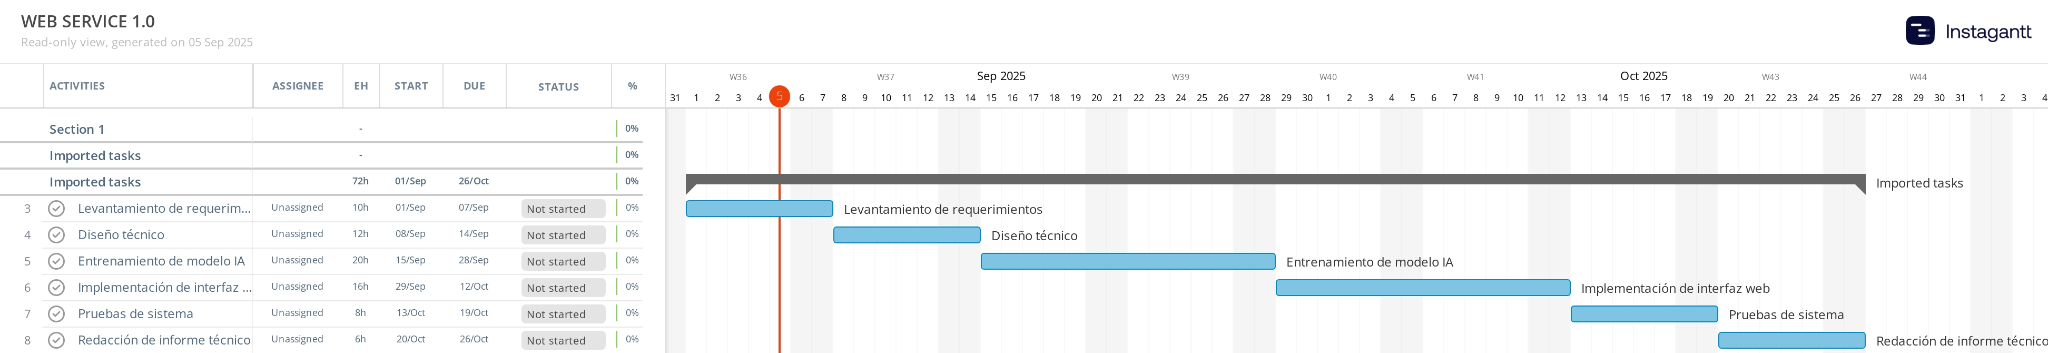 WEB SERVICE 1.0
Read-only view, generated on 05 Sep 2025
Instagantt
ACTIVITIES ASSIGNEE EH START DUE STATUS %
W36 W37 Sep 2025 W39 W40 W41 Oct 2025 W43 W44
31 1 2 3 4 5 6 7 8 9 10 11 12 13 14 15 16 17 18 19 20 21 22 23 24 25 26 27 28 29 30 1 2 3 4 5 6 7 8 9 10 11 12 13 14 15 16 17 18 19 20 21 22 23 24 25 26 27 28 29 30 31 1 2 3 4
Section 1 - 0%
Imported tasks - 0%
Imported tasks 72h 01/Sep 26/Oct 0% Imported tasks
3 Levantamiento de requerim... Unassigned 10h 01/Sep 07/Sep Not started 0% Levantamiento de requerimientos
4 Diseño técnico Unassigned 12h 08/Sep 14/Sep Not started 0% Diseño técnico
5 Entrenamiento de modelo IA Unassigned 20h 15/Sep 28/Sep Not started 0% Entrenamiento de modelo IA
6 Implementación de interfaz ... Unassigned 16h 29/Sep 12/Oct Not started 0% Implementación de interfaz web
7 Pruebas de sistema Unassigned 8h 13/Oct 19/Oct Not started 0% Pruebas de sistema
8 Redacción de informe técnico Unassigned 6h 20/Oct 26/Oct Not started 0% Redacción de informe técnico